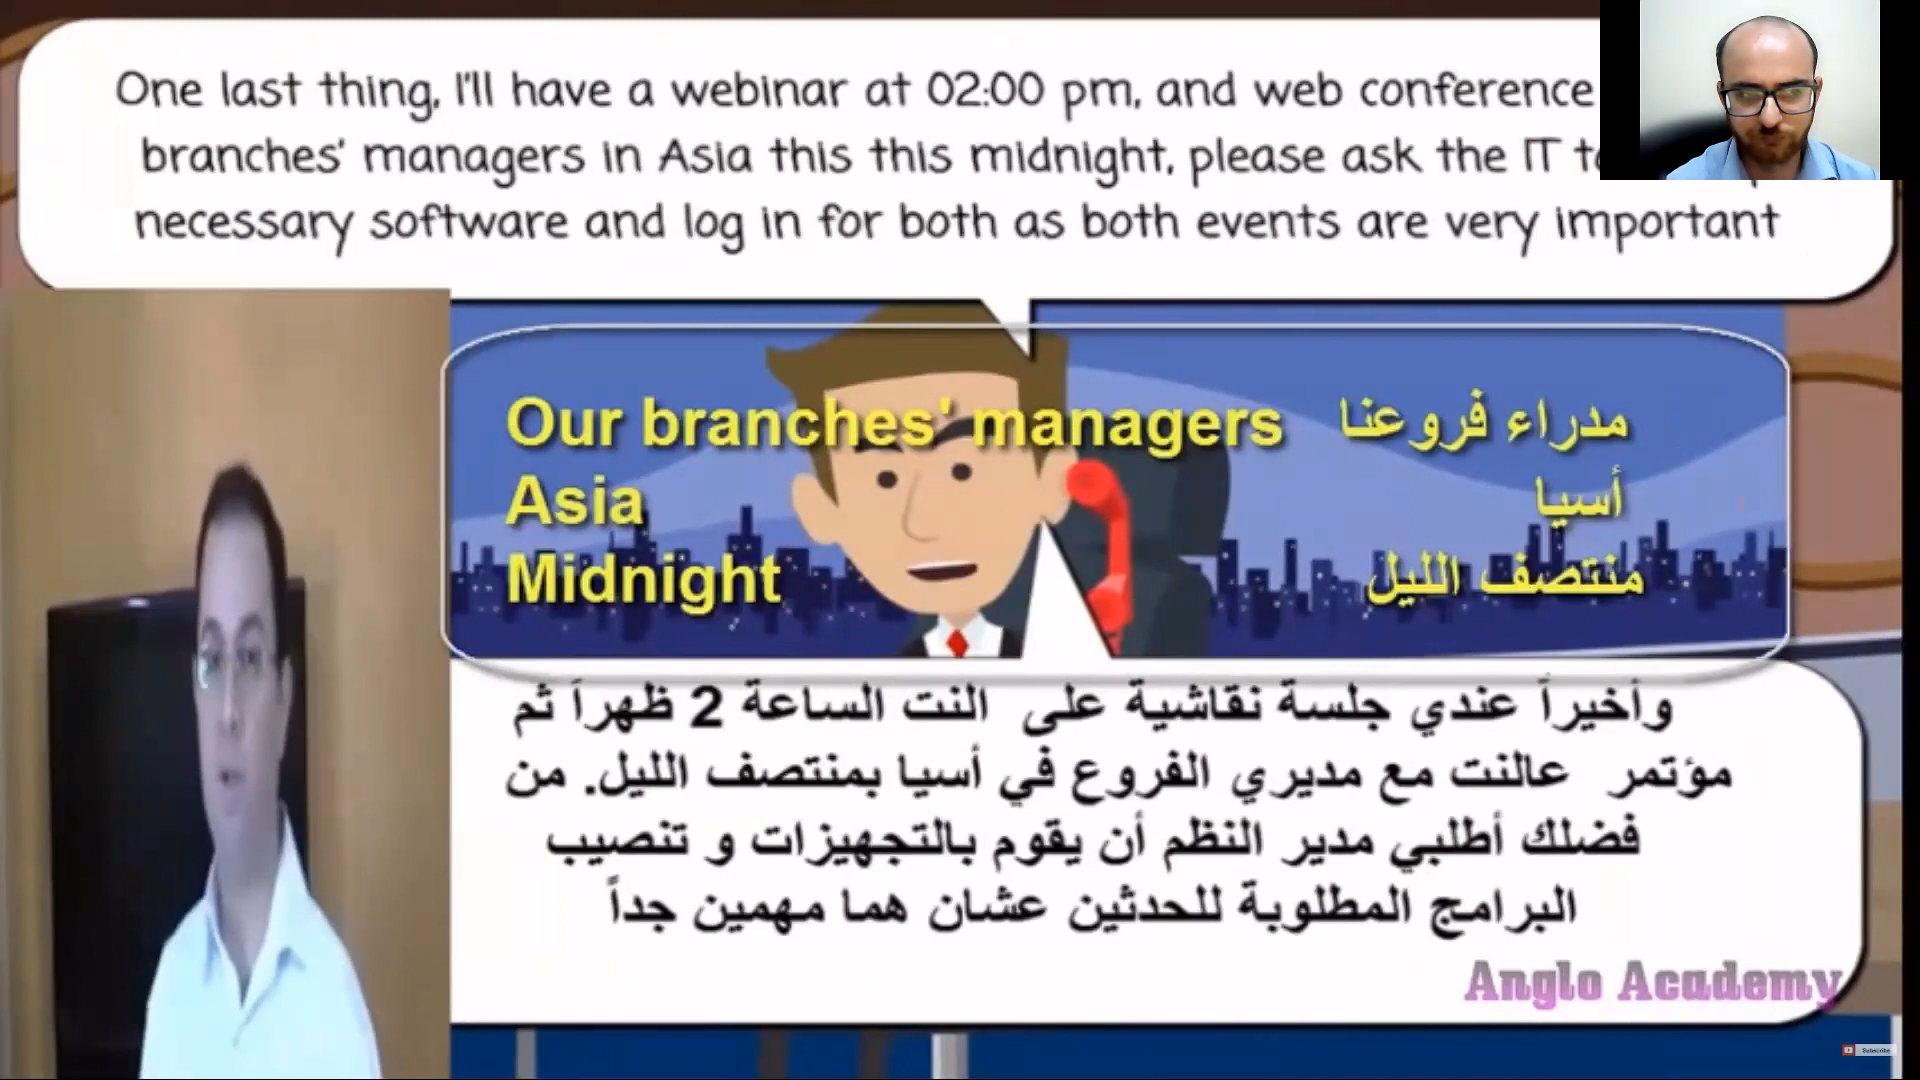 One last thing, I'll have a webinar at 02:00 pm, and web conference
branches' managers in Asia this this midnight, please ask the IT
necessary software and log in for both as both events are very important
Our branches' managers مدراء فروعنا
Asia أسيا
Midnight منتصف الليل
وأخيراً عندي جلسة نقاشية على النت الساعة 2 ظهراً ثم
مؤتمر عالنت مع مديري الفروع في أسيا بمنتصف الليل. من
فضلك أطلبي مدير النظم أن يقوم بالتجهيزات و تنصيب
البرامج المطلوبة للحدثين عشان هما مهمين جداً
Anglo Academy
Subscribe